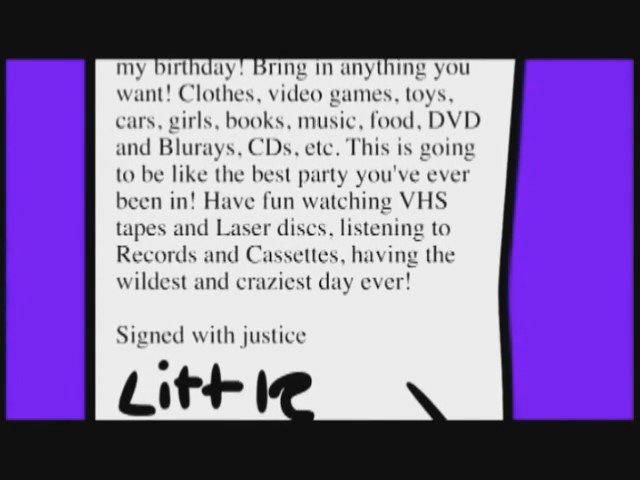 my birthday! Bring in anything you
want! Clothes, video games, toys,
cars, girls, books, music, food, DVD
and Blurays, CDs, etc. This is going
to be like the best party you've ever
been in! Have fun watching VHS
tapes and Laser discs, listening to
Records and Cassettes, having the
wildest and craziest day ever!
Signed with justice
Little